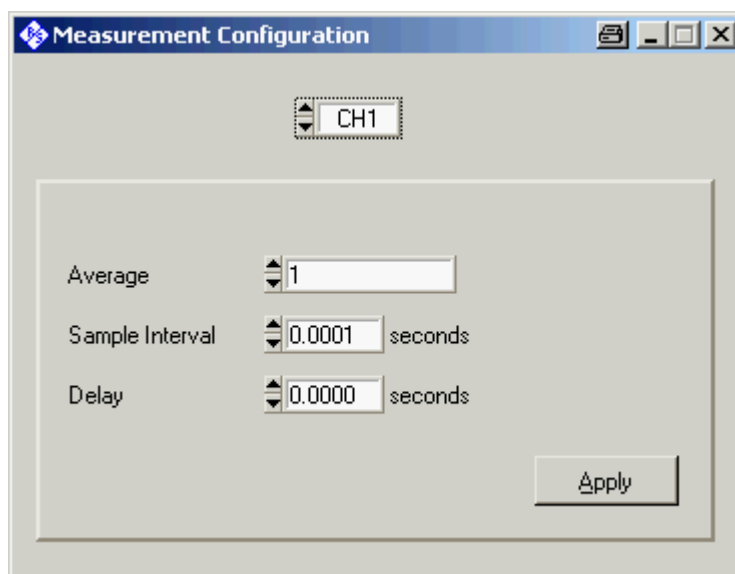 Measurement Configuration
CH1
Average 1
Sample Interval 0.0001 seconds
Delay 0.0000 seconds
Apply